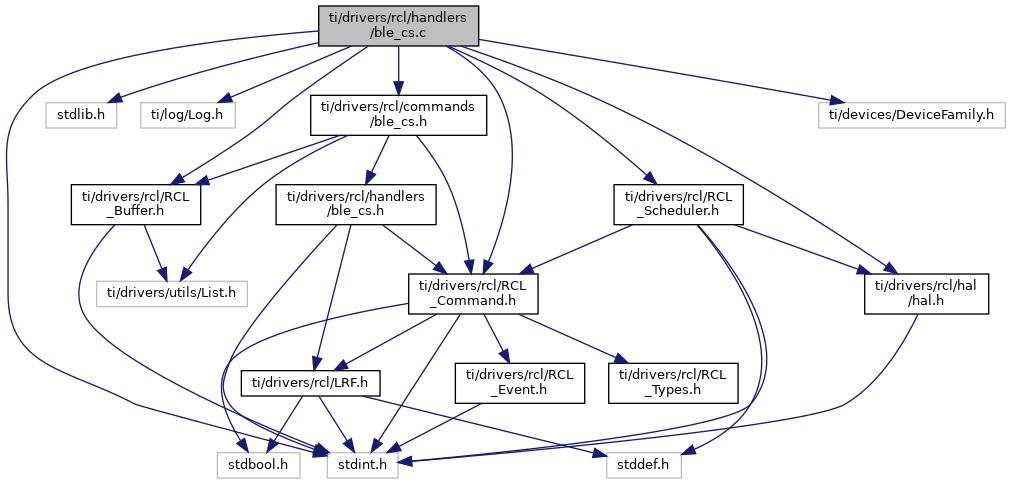 ti/drivers/rcl/handlers
/ble_cs.c
stdlib.h
ti/log/Log.h
ti/drivers/rcl/commands
/ble_cs.h
ti/devices/DeviceFamily.h
ti/drivers/rcl/RCL
_Buffer.h
ti/drivers/rcl/handlers
/ble_cs.h
ti/drivers/rcl/RCL
_Scheduler.h
ti/drivers/utils/List.h
ti/drivers/rcl/RCL
_Command.h
ti/drivers/rcl/hal
/hal.h
ti/drivers/rcl/LRF.h
ti/drivers/rcl/RCL
_Event.h
ti/drivers/rcl/RCL
_Types.h
stdbool.h
stdint.h
stddef.h